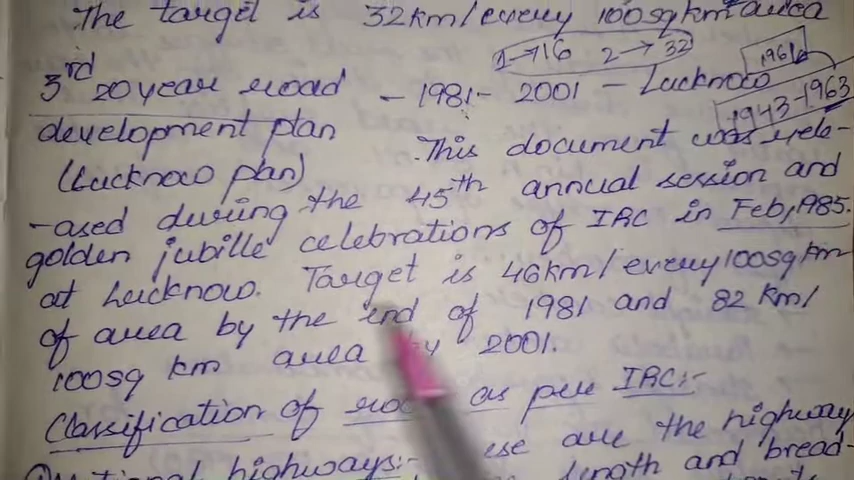 The target is 32km/every 100sqkm area
1→16 2→ 32
1961
3rd 20 year road - 1981 - 2001 - Lucknow
1943-1963
development plan .This document was rele-
(Lucknow plan)
-ased during the 45th annual session and
golden jubille celebrations of IRC in Feb,1985.
at Lucknow. Target is 46km/every 100sq km
of area by the end of 1981 and 82 km/
100sq km area 2001.
Classification of as per IRC:-
highways:- are the highway
length and bread-